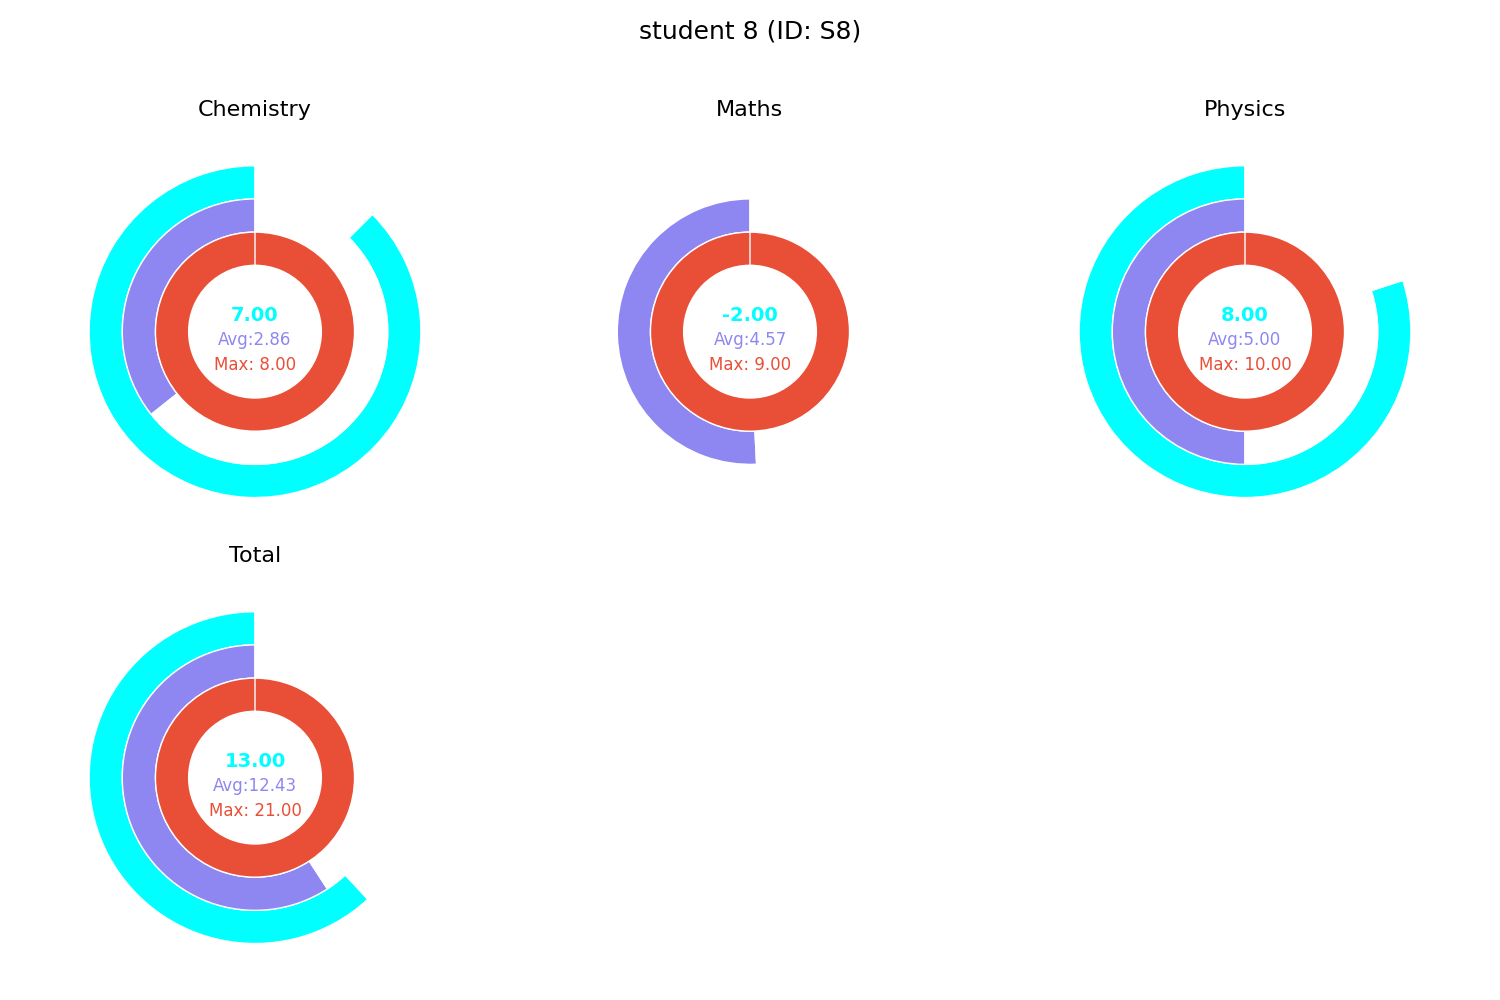 student 8 (ID: S8)
Chemistry
7.00
Avg:2.86
Max: 8.00
Maths
-2.00
Avg:4.57
Max: 9.00
Physics
8.00
Avg:5.00
Max: 10.00
Total
13.00
Avg:12.43
Max: 21.00